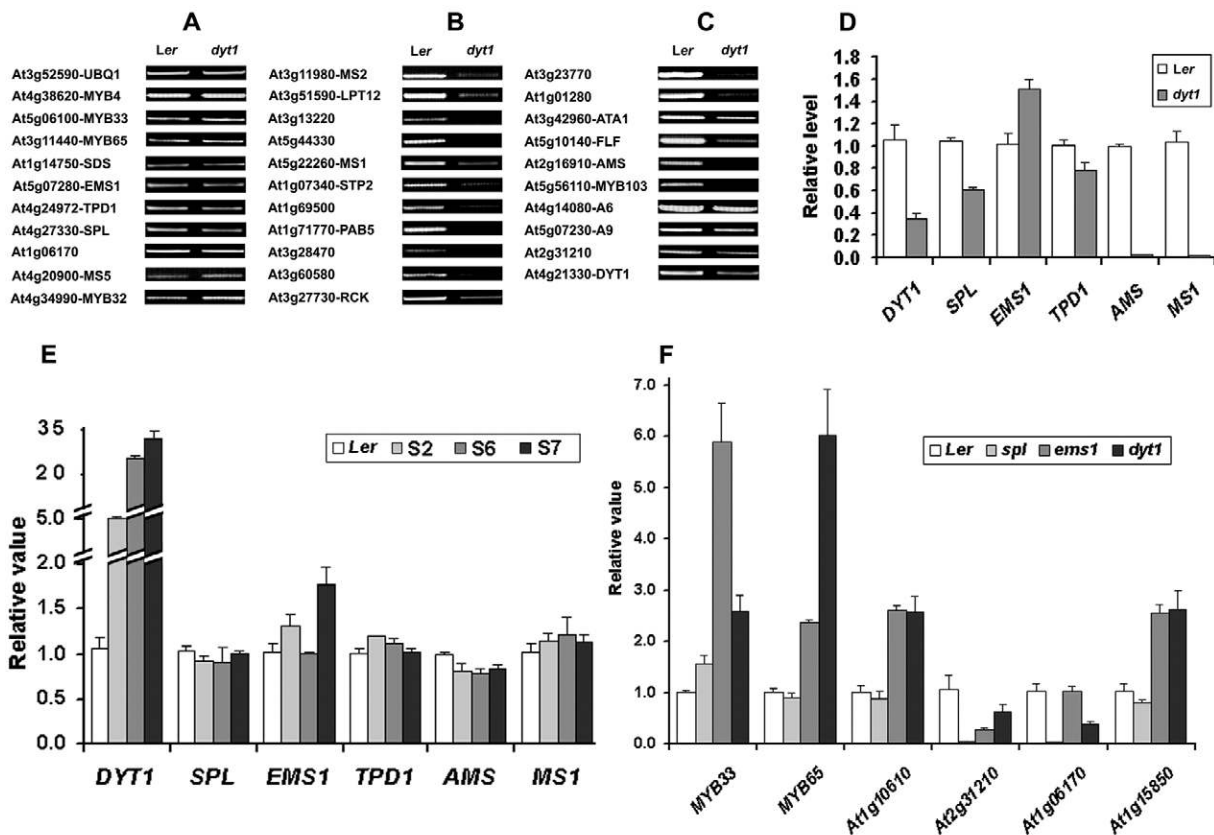 A
Ler dyt1
At3g52590-UBQ1
At4g38620-MYB4
At5g06100-MYB33
At3g11440-MYB65
At1g14750-SDS
At5g07280-EMS1
At4g24972-TPD1
At4g27330-SPL
At1g06170
At4g20900-MS5
At4g34990-MYB32
B
Ler dyt1
At3g11980-MS2
At3g51590-LPT12
At3g13220
At5g44330
At5g22260-MS1
At1g07340-STP2
At1g69500
At1g71770-PAB5
At3g28470
At3g60580
At3g27730-RCK
C
Ler dyt1
At3g23770
At1g01280
At3g42960-ATA1
At5g10140-FLF
At2g16910-AMS
At5g56110-MYB103
At4g14080-A6
At5g07230-A9
At2g31210
At4g21330-DYT1
D
Relative level
1.8
1.6
1.4
1.2
1.0
0.8
0.6
0.4
0.2
0.0
Ler
dyt1
DYT1 SPL EMS1 TPD1 AMS MS1
E
Relative value
35
20
5.0
2.0
1.5
1.0
0.5
0.0
Ler S2 S6 S7
DYT1 SPL EMS1 TPD1 AMS MS1
F
Relative value
7.0
6.0
5.0
4.0
3.0
2.0
1.0
0.0
Ler spl ems1 dyt1
MYB33 MYB65 At1g10610 At2g31210 At1g06170 At1g15850